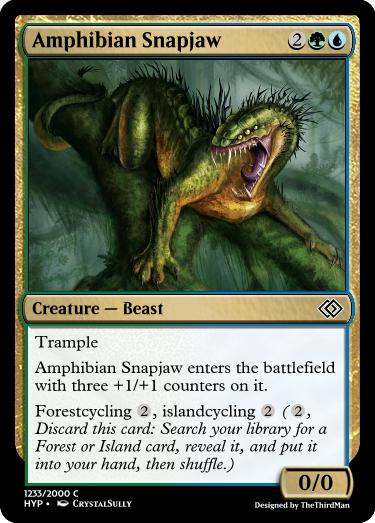 Amphibian Snapjaw 2
Creature — Beast
Trample
Amphibian Snapjaw enters the battlefield
with three +1/+1 counters on it.
Forestcycling 2, islandcycling 2 (2,
Discard this card: Search your library for a
Forest or Island card, reveal it, and put it
into your hand, then shuffle.)
0/0
1233/2000 C
HYP • CrystalSully
Designed by TheThirdMan